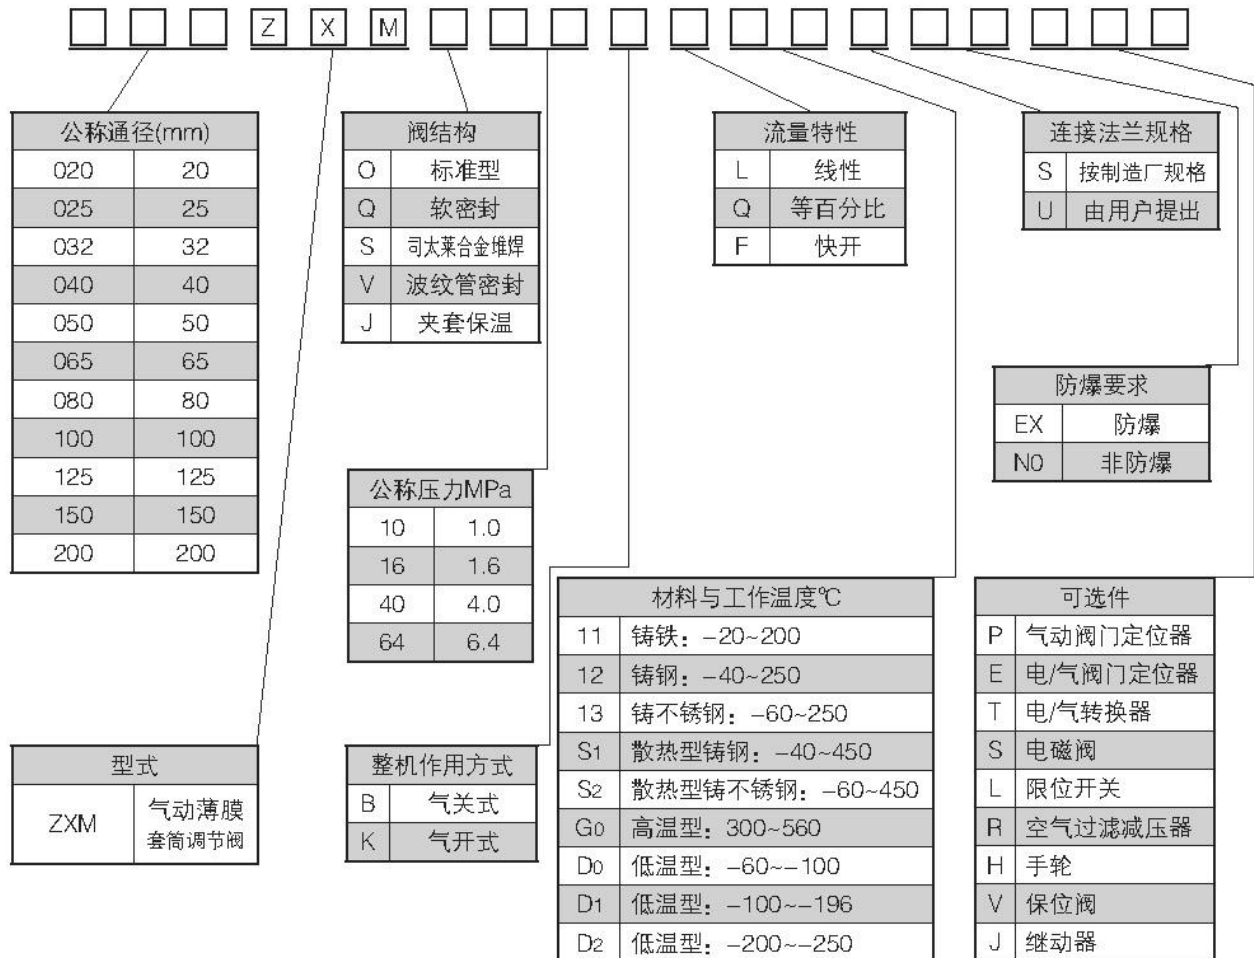 Z X M
公称通径(mm)
020 20
025 25
032 32
040 40
050 50
065 65
080 80
100 100
125 125
150 150
200 200
阀结构
O 标准型
Q 软密封
S 司太莱合金堆焊
V 波纹管密封
J 夹套保温
流量特性
L 线性
Q 等百分比
F 快开
连接法兰规格
S 按制造厂规格
U 由用户提出
防爆要求
EX 防爆
N0 非防爆
公称压力MPa
10 1.0
16 1.6
40 4.0
64 6.4
型式
ZXM 气动薄膜
套筒调节阀
整机作用方式
B 气关式
K 气开式
材料与工作温度℃
11 铸铁：-20~200
12 铸钢：-40~250
13 铸不锈钢：-60~250
S1 散热型铸钢：-40~450
S2 散热型铸不锈钢：-60~450
G0 高温型：300~560
D0 低温型：-60~-100
D1 低温型：-100~-196
D2 低温型：-200~-250
可选件
P 气动阀门定位器
E 电/气阀门定位器
T 电/气转换器
S 电磁阀
L 限位开关
R 空气过滤减压器
H 手轮
V 保位阀
J 继动器